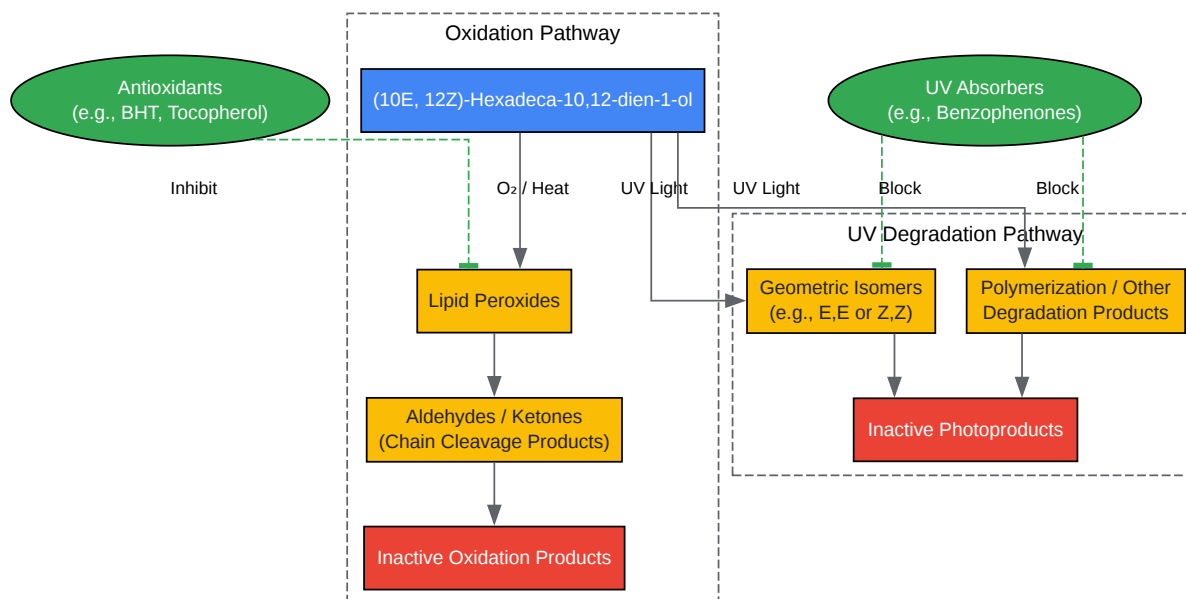 Oxidation Pathway
Antioxidants
(e.g., BHT, Tocopherol)
(10E, 12Z)-Hexadeca-10,12-dien-1-ol
UV Absorbers
(e.g., Benzophenones)
Inhibit
O₂ / Heat
UV Light
UV Light
Block
Block
UV Degradation Pathway
Lipid Peroxides
Geometric Isomers
(e.g., E,E or Z,Z)
Polymerization / Other
Degradation Products
Aldehydes / Ketones
(Chain Cleavage Products)
Inactive Photoproducts
Inactive Oxidation Products